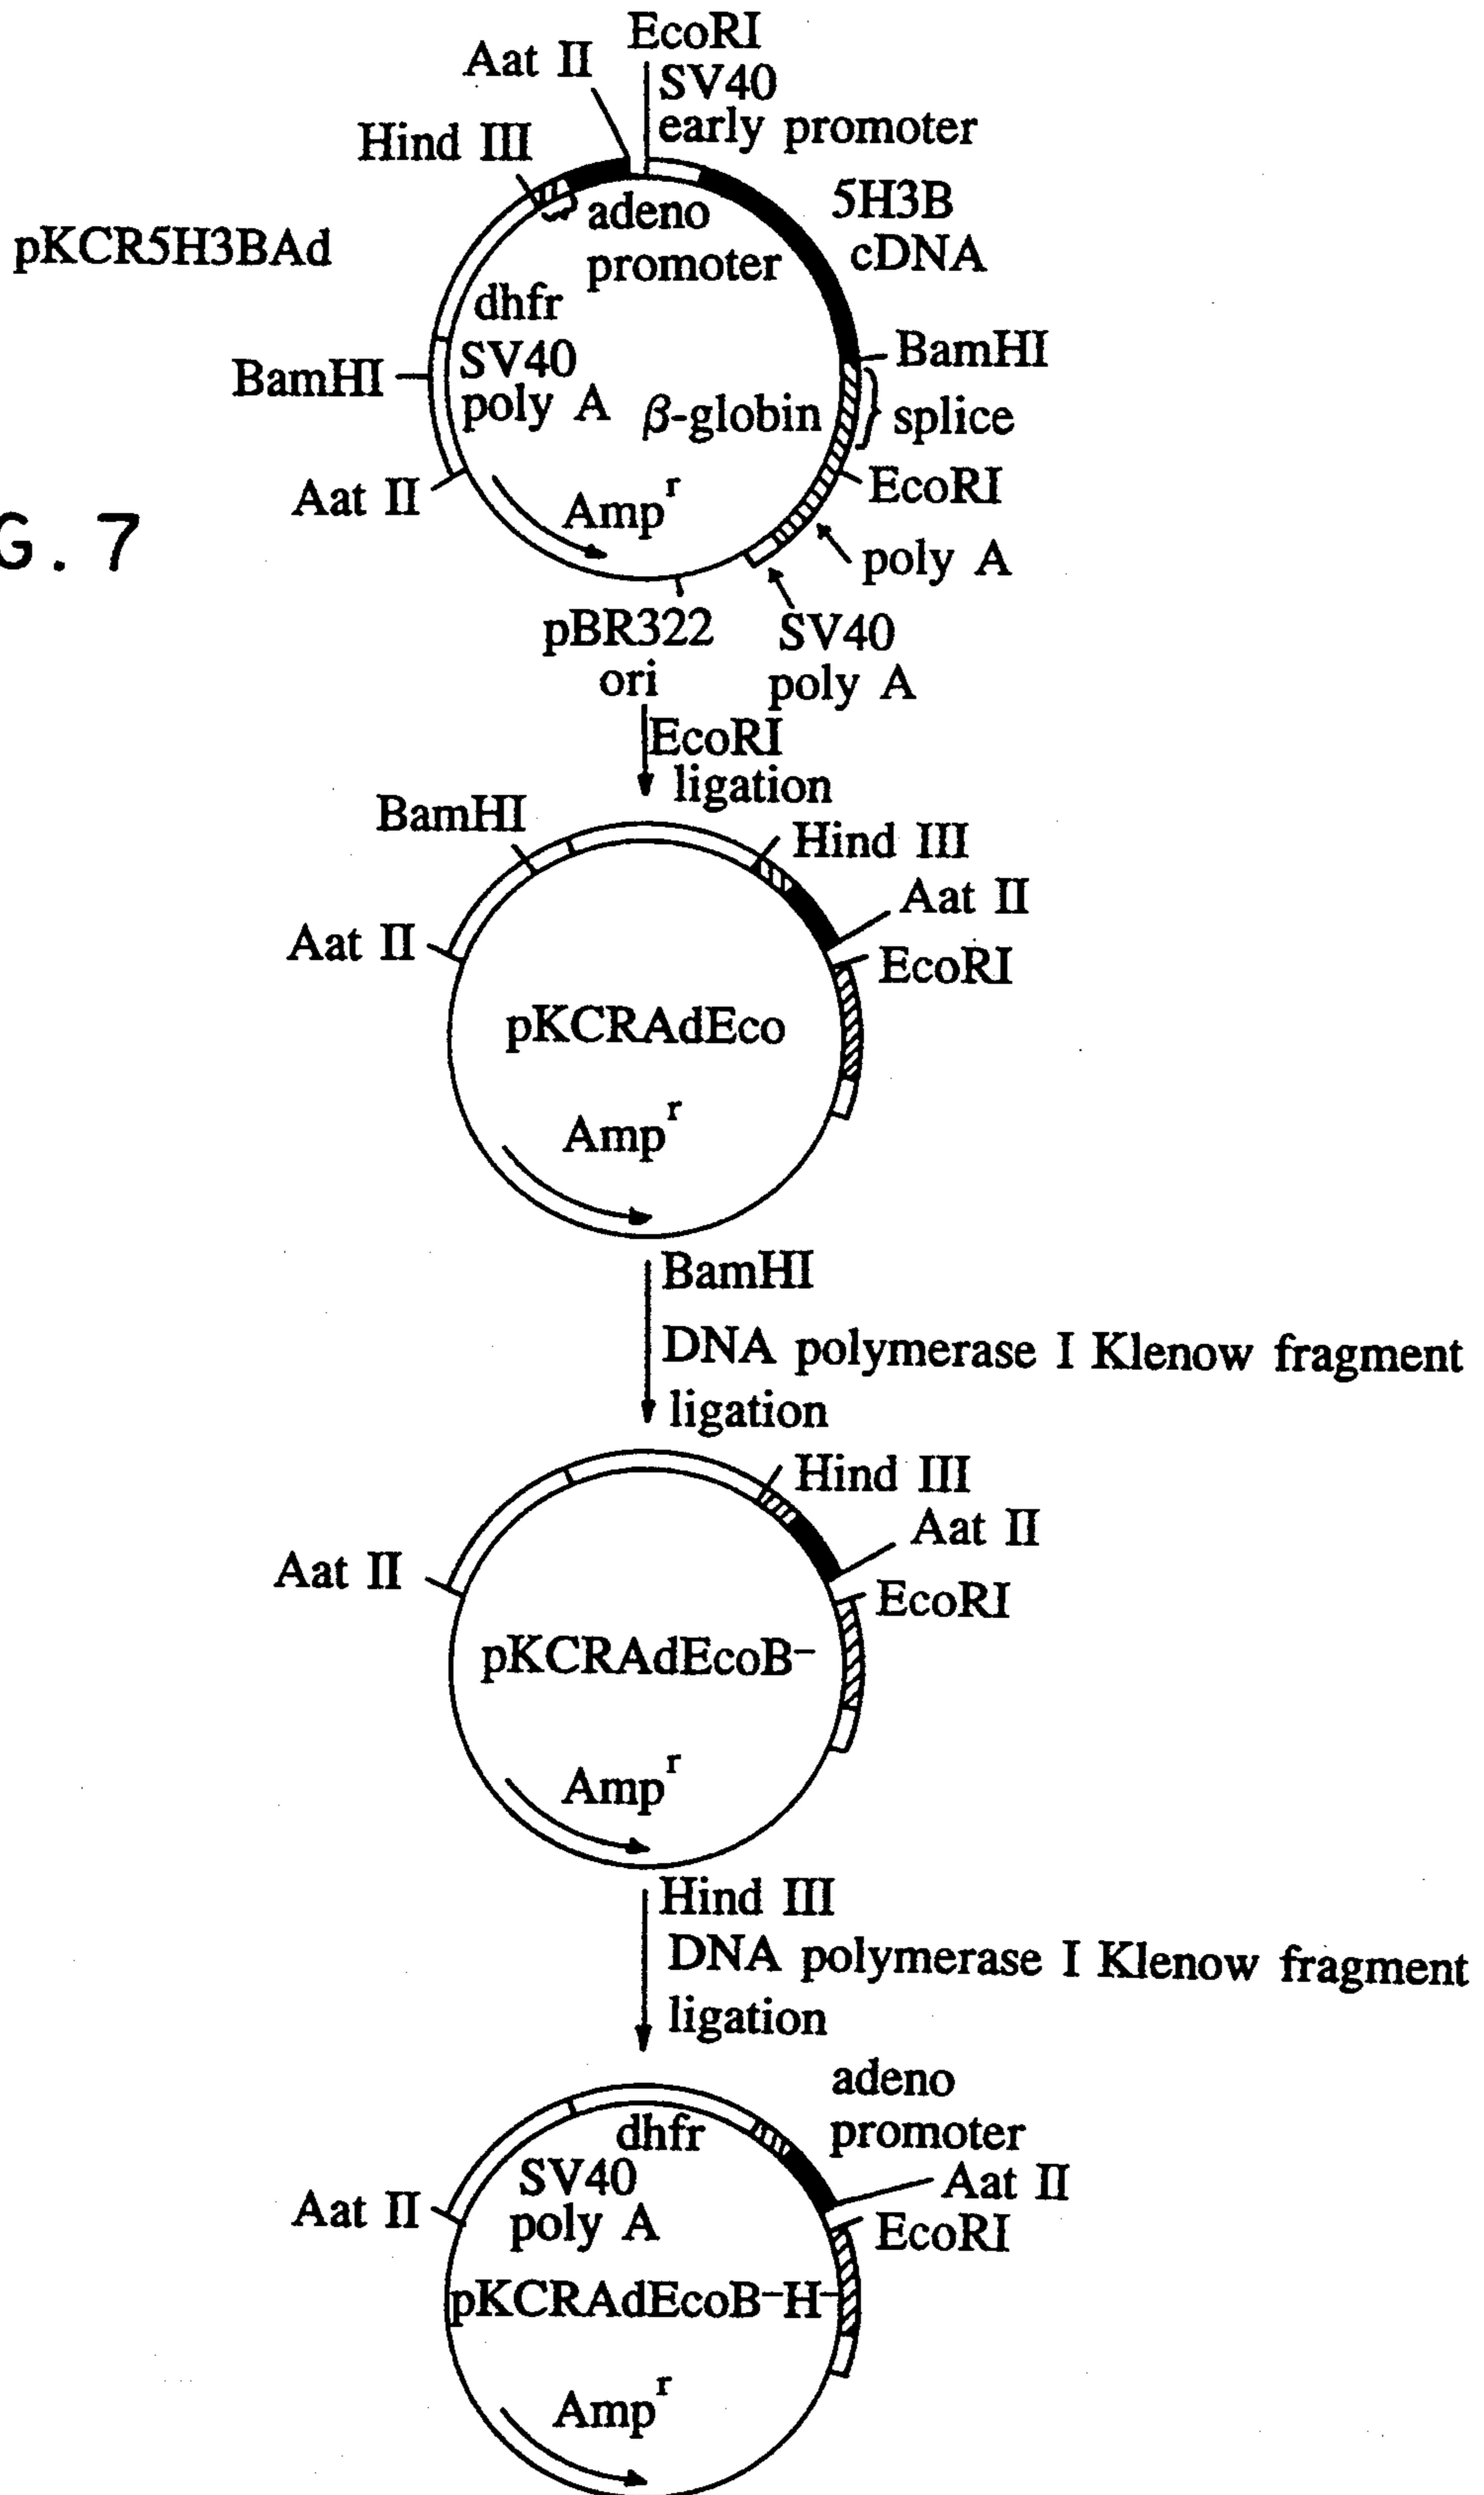 EcoRI
Aat II
SV40
early promoter
Hind III
5H3B
cDNA
adeno
promoter
pKCR5H3BAd
dhfr
SV40
poly A
BamHI
BamHI
β-globin
splice
Aat II
EcoRI
Amp^r
G. 7
poly A
pBR322
ori
SV40
poly A
EcoRI
ligation
BamHI
Hind III
Aat II
Aat II
EcoRI
pKCRAdEco
Amp^r
BamHI
DNA polymerase I Klenow fragment
ligation
Hind III
Aat II
Aat II
EcoRI
pKCRAdEcoB–
Amp^r
Hind III
DNA polymerase I Klenow fragment
ligation
adeno
promoter
dhfr
SV40
poly A
Aat II
Aat II
EcoRI
pKCRAdEcoB–H–
Amp^r